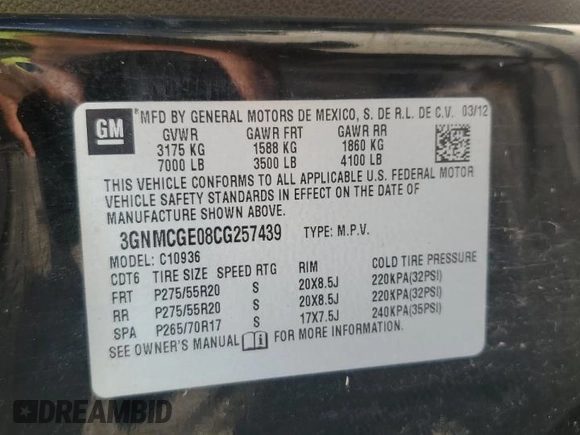 GM
*MFD BY GENERAL MOTORS DE MEXICO, S. DE R.L. DE C.V. 03/12
GVWR GAWR FRT GAWR RR
3175 KG 1588 KG 1860 KG
7000 LB 3500 LB 4100 LB
THIS VEHICLE CONFORMS TO ALL APPLICABLE U.S. FEDERAL MOTOR
VEHICLE SAFETY STANDARDS IN EFFECT ON THE DATE OF
MANUFACTURE SHOWN ABOVE.
3GNMCGE08CG257439 TYPE: M.P.V.
MODEL: C10936
CDT6 TIRE SIZE SPEED RTG RIM COLD TIRE PRESSURE
FRT P275/55R20 S 20X8.5J 220KPA(32PSI)
RR P275/55R20 S 20X8.5J 220KPA(32PSI)
SPA P265/70R17 S 17X7.5J 240KPA(35PSI)
SEE OWNER'S MANUAL FOR MORE INFORMATION
DREAMBID